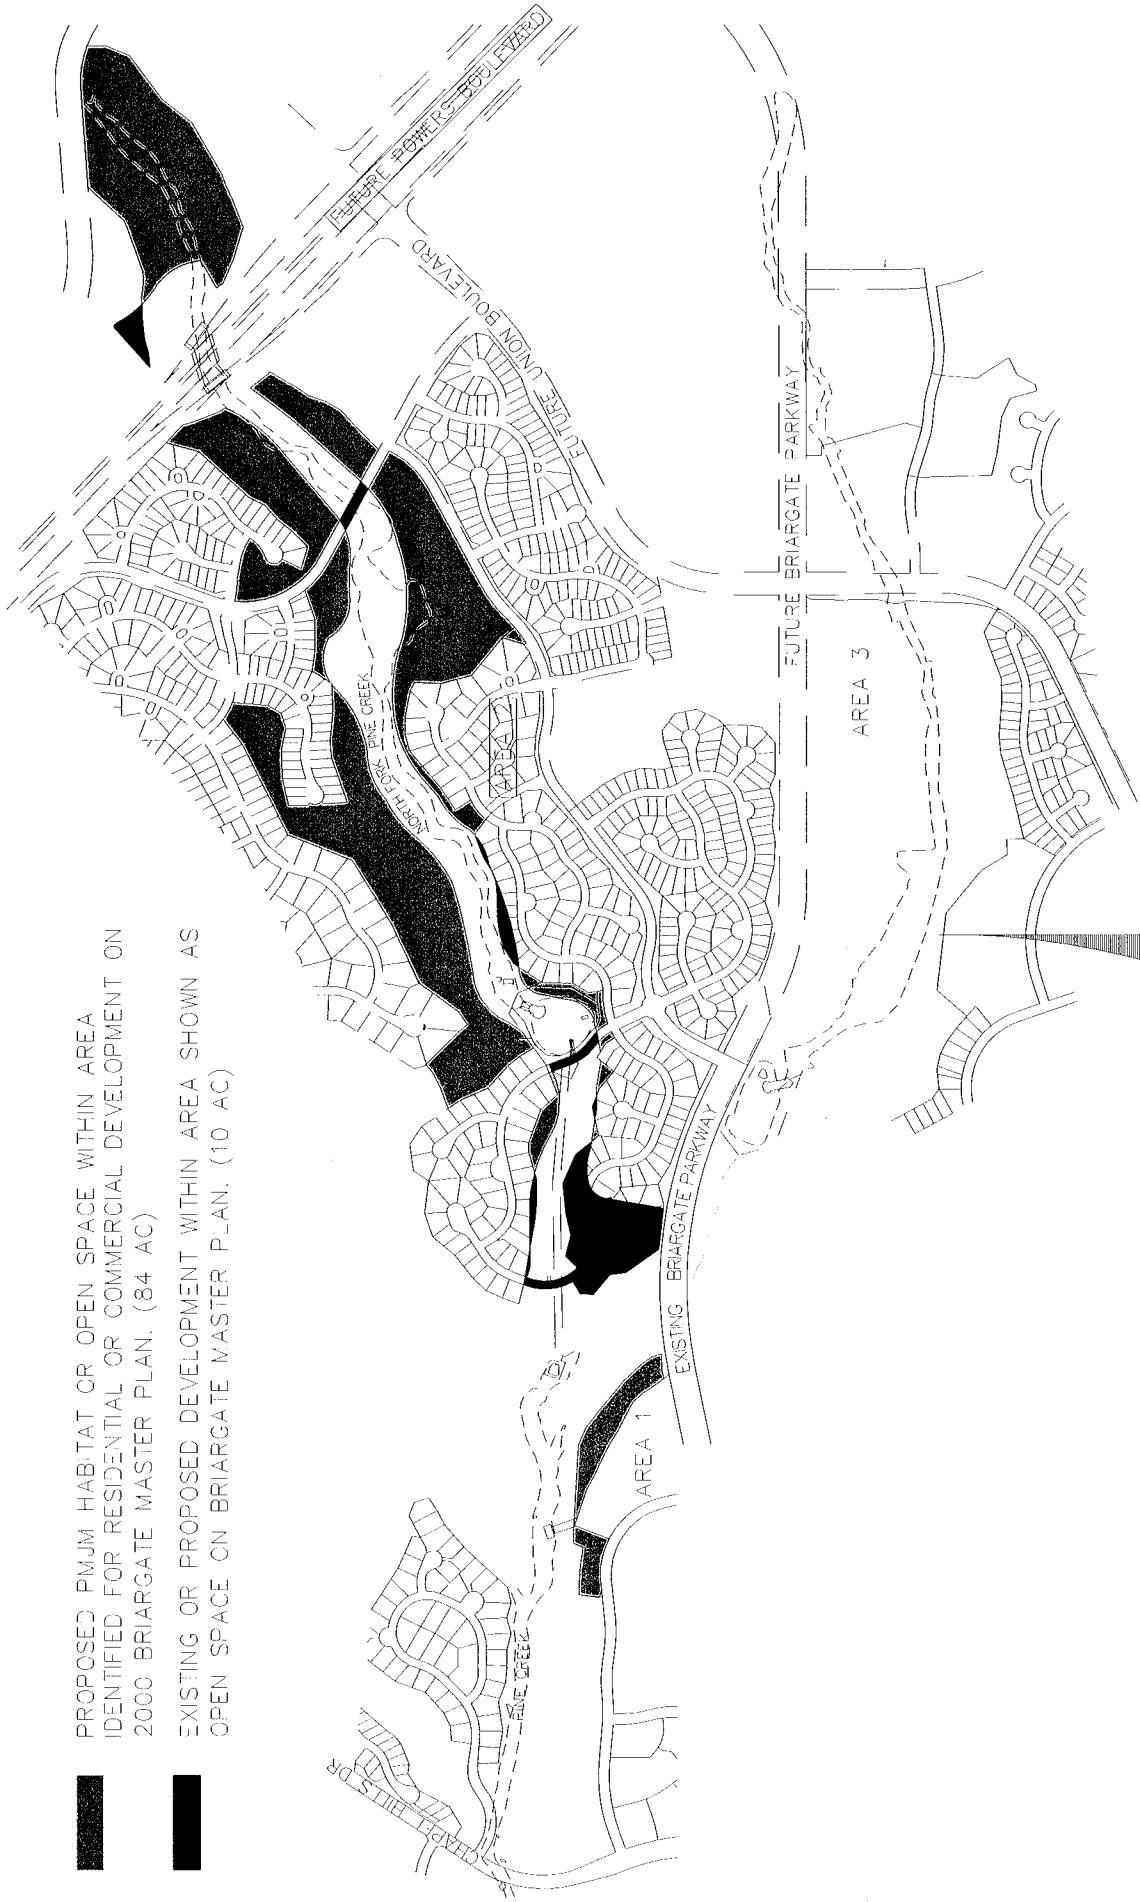 PROPOSED PMJM HABITAT OR OPEN SPACE WITHIN AREA
IDENTIFIED FOR RESIDENTIAL OR COMMERCIAL DEVELOPMENT ON
2000 BRIARGATE MASTER PLAN. (84 AC)
EXISTING OR PROPOSED DEVELOPMENT WITHIN AREA SHOWN AS
OPEN SPACE ON BRIARGATE MASTER PLAN. (10 AC)
CHAPEL HILLS DR
PINE CREEK
AREA 1
EXISTING BRIARGATE PARKWAY
NORTH FORK PINE CREEK
AREA 2
AREA 3
FUTURE BRIARGATE PARKWAY
FUTURE UNION BOULEVARD
FUTURE POWERS BOULEVARD